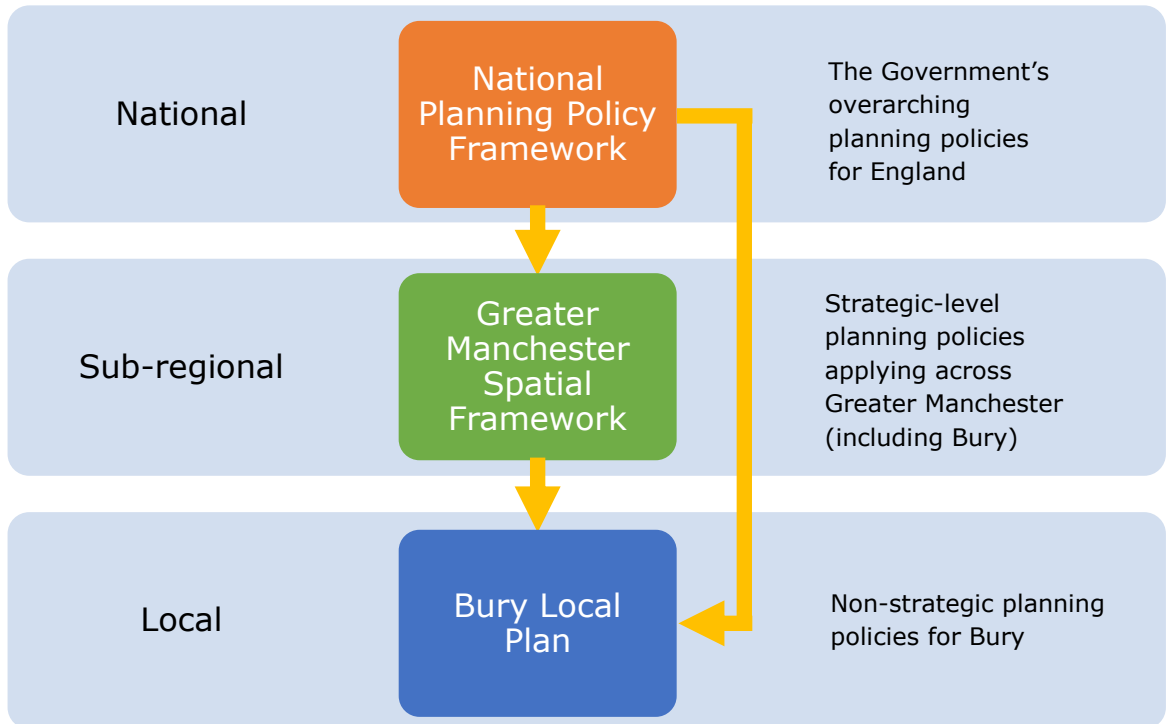 National
National
Planning Policy
Framework
The Government’s
overarching
planning policies
for England
Sub-regional
Greater
Manchester
Spatial
Framework
Strategic-level
planning policies
applying across
Greater Manchester
(including Bury)
Local
Bury Local
Plan
Non-strategic planning
policies for Bury